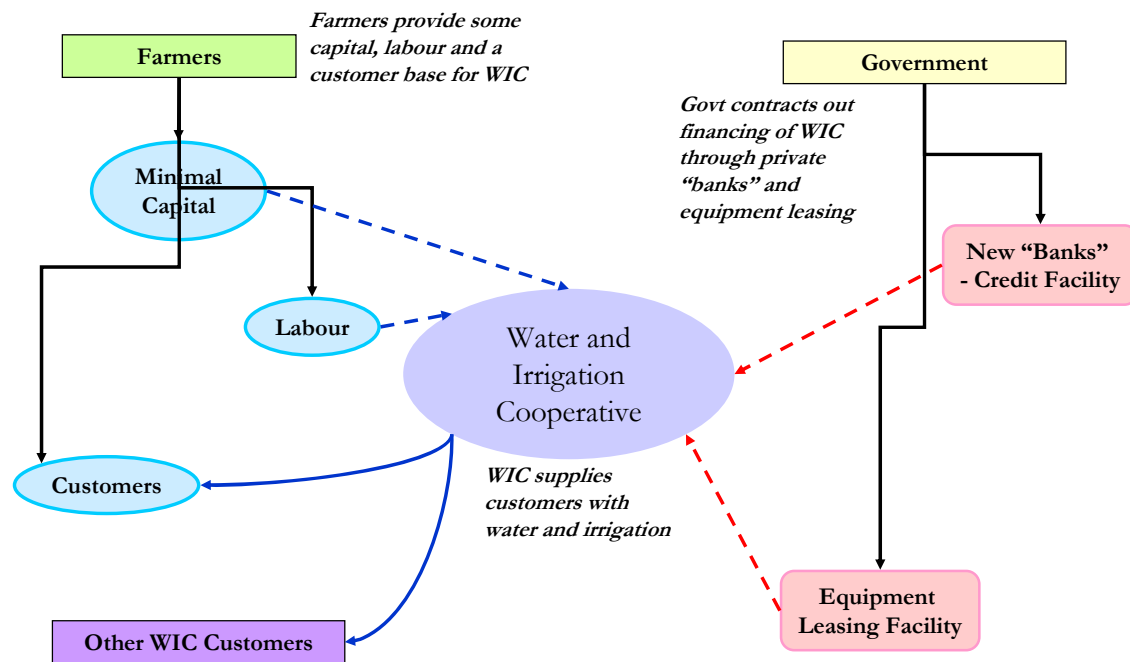 Farmers provide some
capital, labour and a
customer base for WIC
Farmers
Government
Govt contracts out
financing of WIC
through private
“banks” and
equipment leasing
Minimal
Capital
New “Banks”
- Credit Facility
Labour
Water and
Irrigation
Cooperative
Customers
WIC supplies
customers with
water and irrigation
Equipment
Leasing Facility
Other WIC Customers